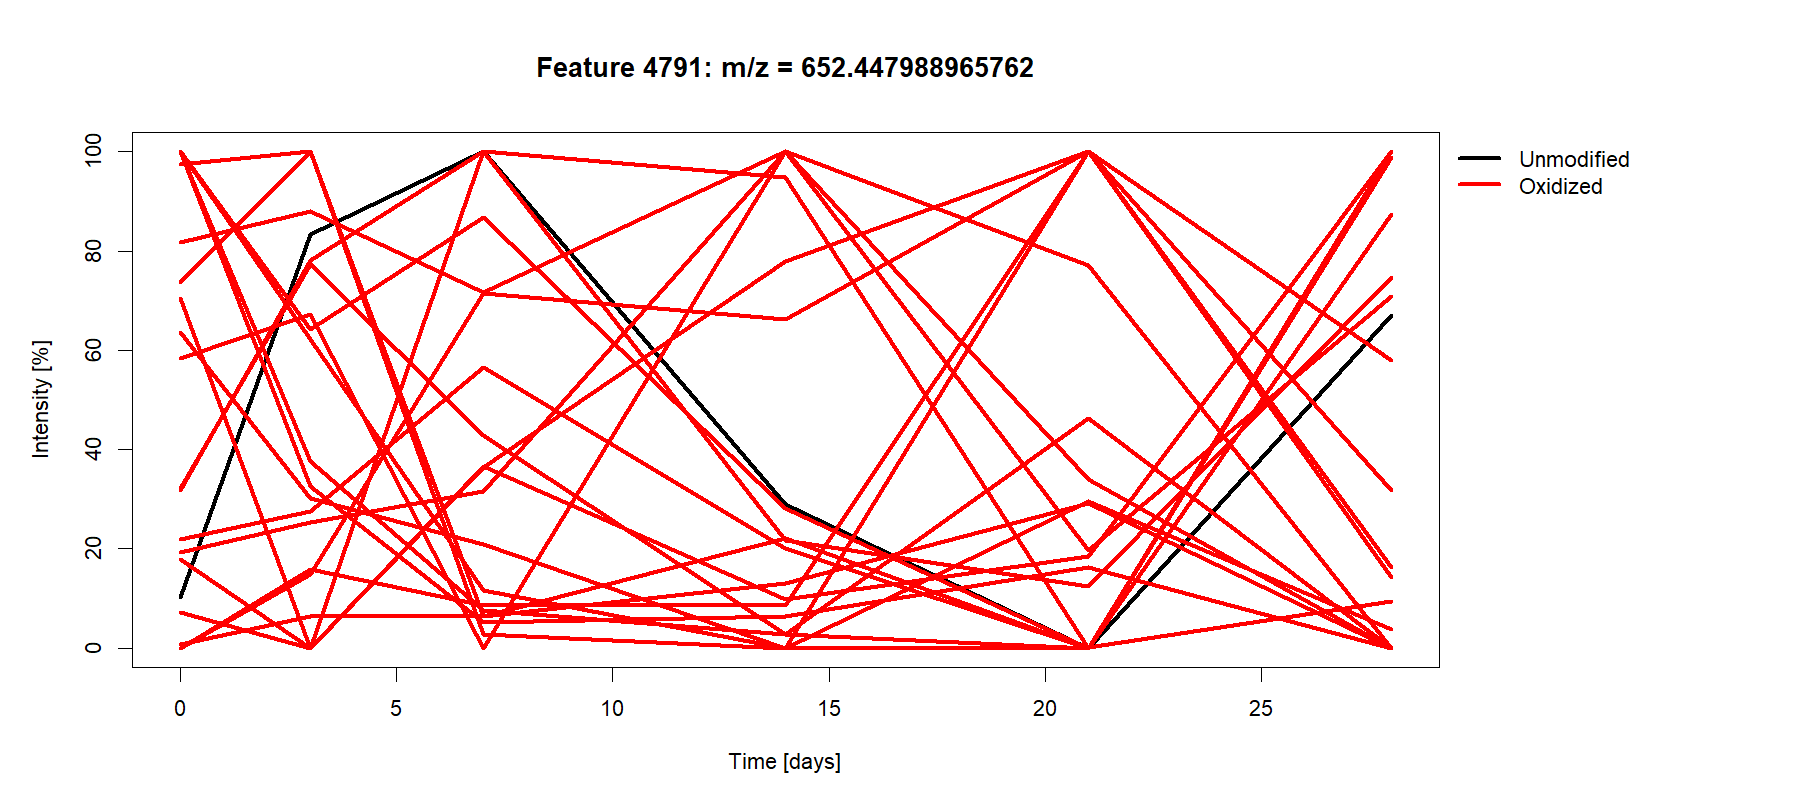 Feature 4791: m/z = 652.447988965762
Unmodified
Oxidized
Intensity [%]
100
80
60
40
20
0
0 5 10 15 20 25
Time [days]